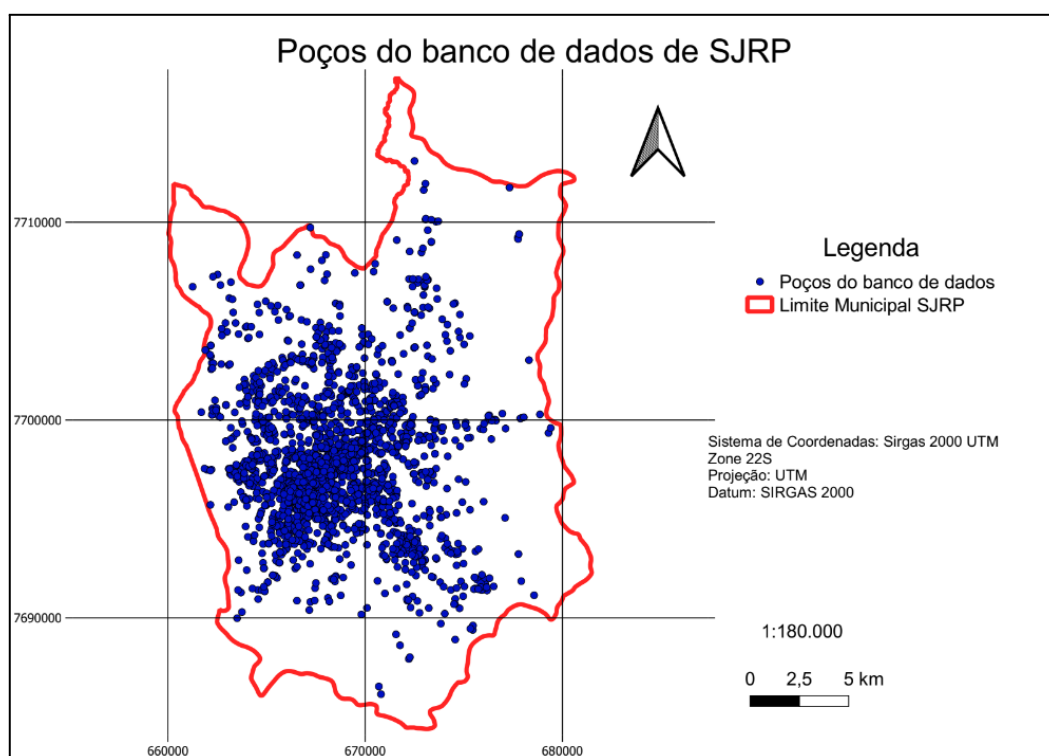 Poços do banco de dados de SJRP
7710000
7700000
7690000
660000
670000
680000
Legenda
Poços do banco de dados
Limite Municipal SJRP
Sistema de Coordenadas: Sirgas 2000 UTM
Zone 22S
Projeção: UTM
Datum: SIRGAS 2000
1:180.000
0 2,5 5 km